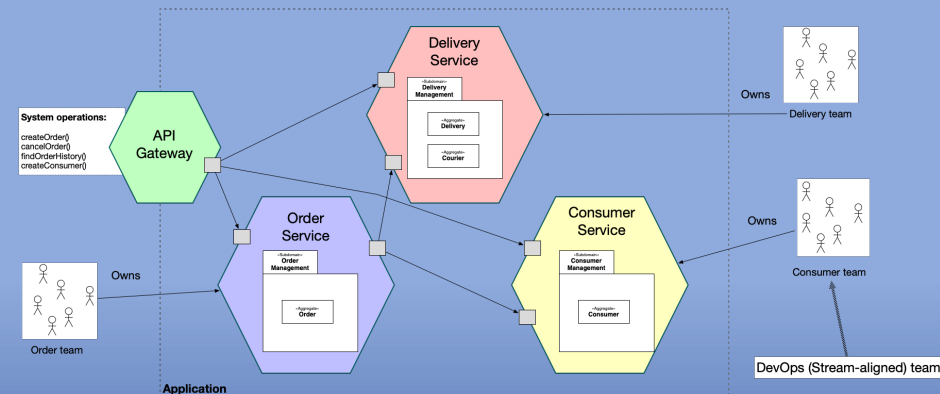 Delivery
Service
«Subdomain»
Delivery
Management
«Aggregate»
Delivery
«Aggregate»
Courier
Owns
Delivery team
System operations:
createOrder()
cancelOrder()
findOrderHistory()
createConsumer()
API
Gateway
Order
Service
«Subdomain»
Order
Management
«Aggregate»
Order
Consumer
Service
«Subdomain»
Consumer
Management
«Aggregate»
Consumer
Owns
Consumer team
Owns
Order team
DevOps (Stream-aligned) team
Application